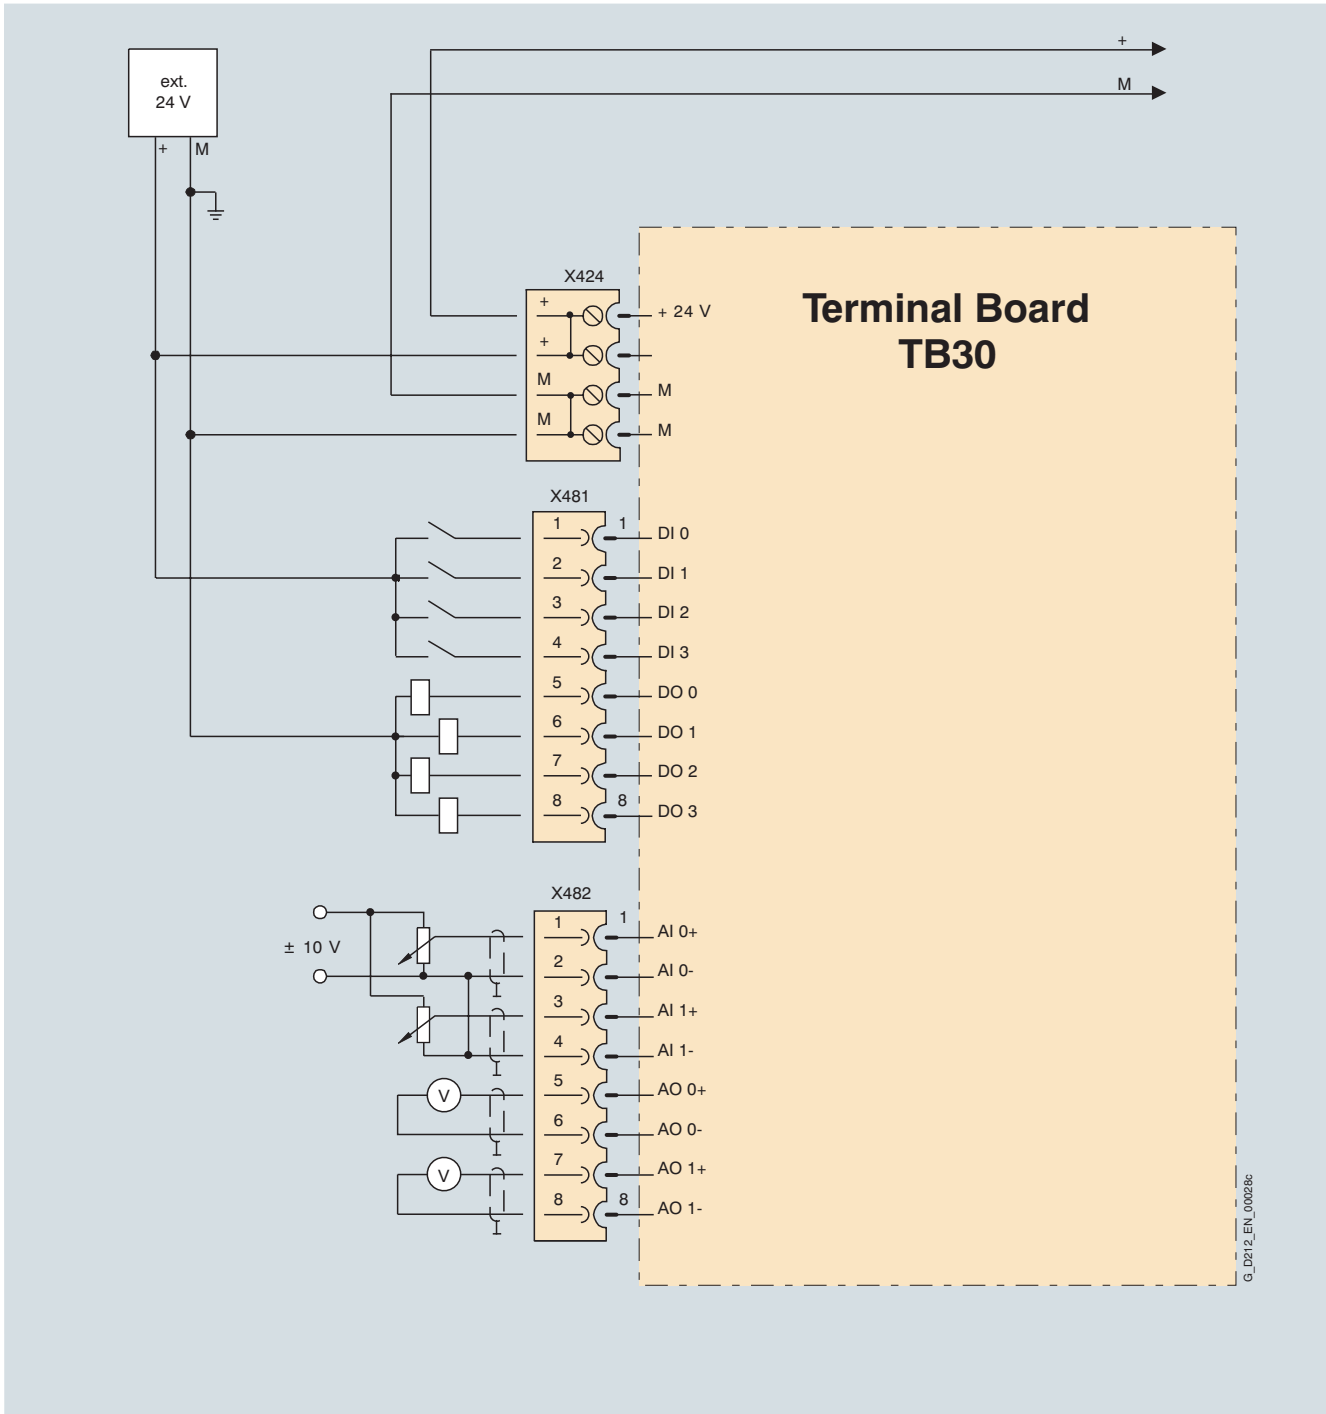 +
M
ext.
24 V
+ M
X424
+ + 24 V
+
M M
M M
Terminal Board
TB30
X481
1 1 DI 0
2 DI 1
3 DI 2
4 DI 3
5 DO 0
6 DO 1
7 DO 2
8 8 DO 3
X482
1 1 AI 0+
± 10 V
2 AI 0-
3 AI 1+
4 AI 1-
V 5 AO 0+
6 AO 0-
V 7 AO 1+
8 8 AO 1-
G_D212_EN_00028c